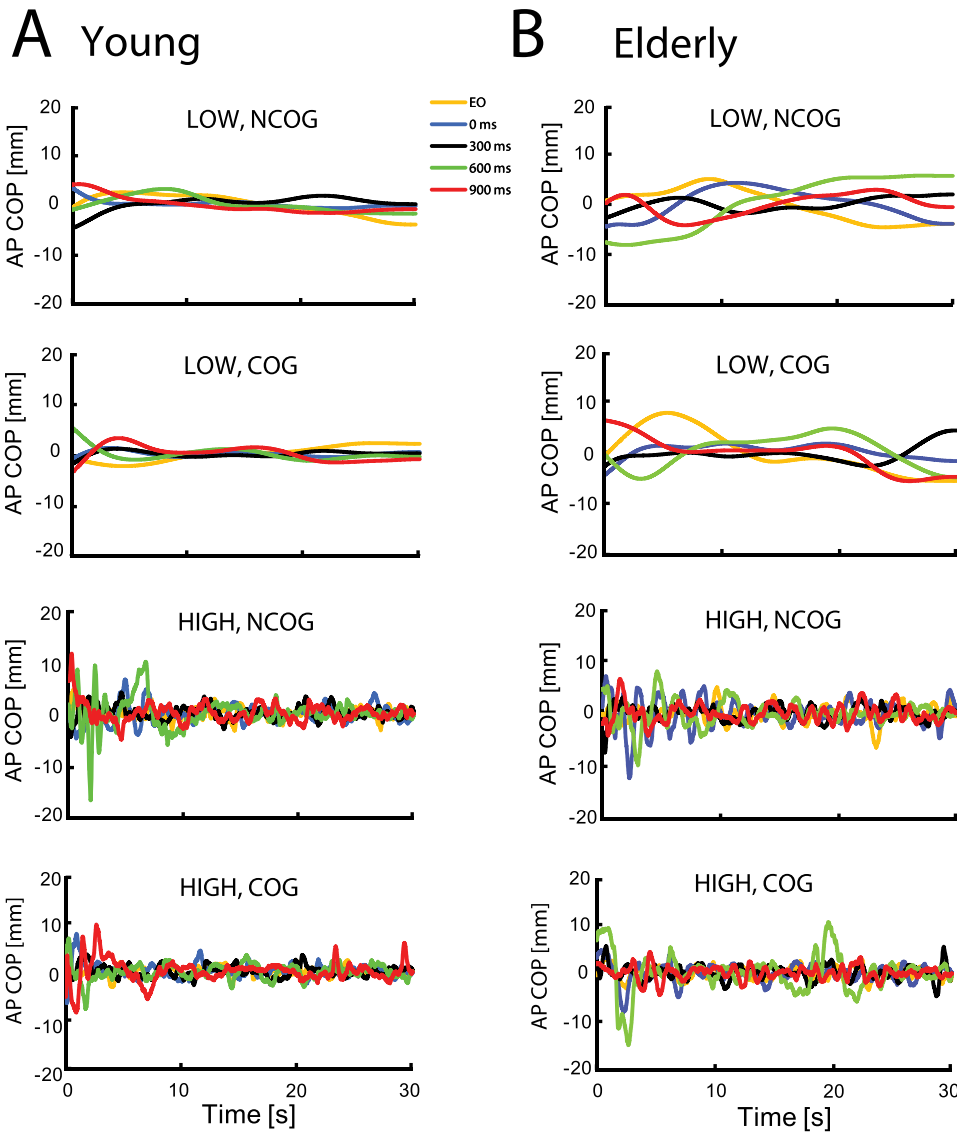 A Young
B Elderly
LOW, NCOG
20
10
0
-10
-20
AP COP [mm]
EO
0 ms
300 ms
600 ms
900 ms
LOW, NCOG
20
10
0
-10
-20
AP COP [mm]
LOW, COG
20
10
0
-10
-20
AP COP [mm]
LOW, COG
20
10
0
-10
-20
AP COP [mm]
HIGH, NCOG
20
10
0
-10
-20
AP COP [mm]
HIGH, NCOG
20
10
0
-10
-20
AP COP [mm]
HIGH, COG
20
10
0
-10
-20
AP COP [mm]
0 10 20 30
Time [s]
HIGH, COG
20
10
0
-10
-20
AP COP [mm]
0 10 20 30
Time [s]